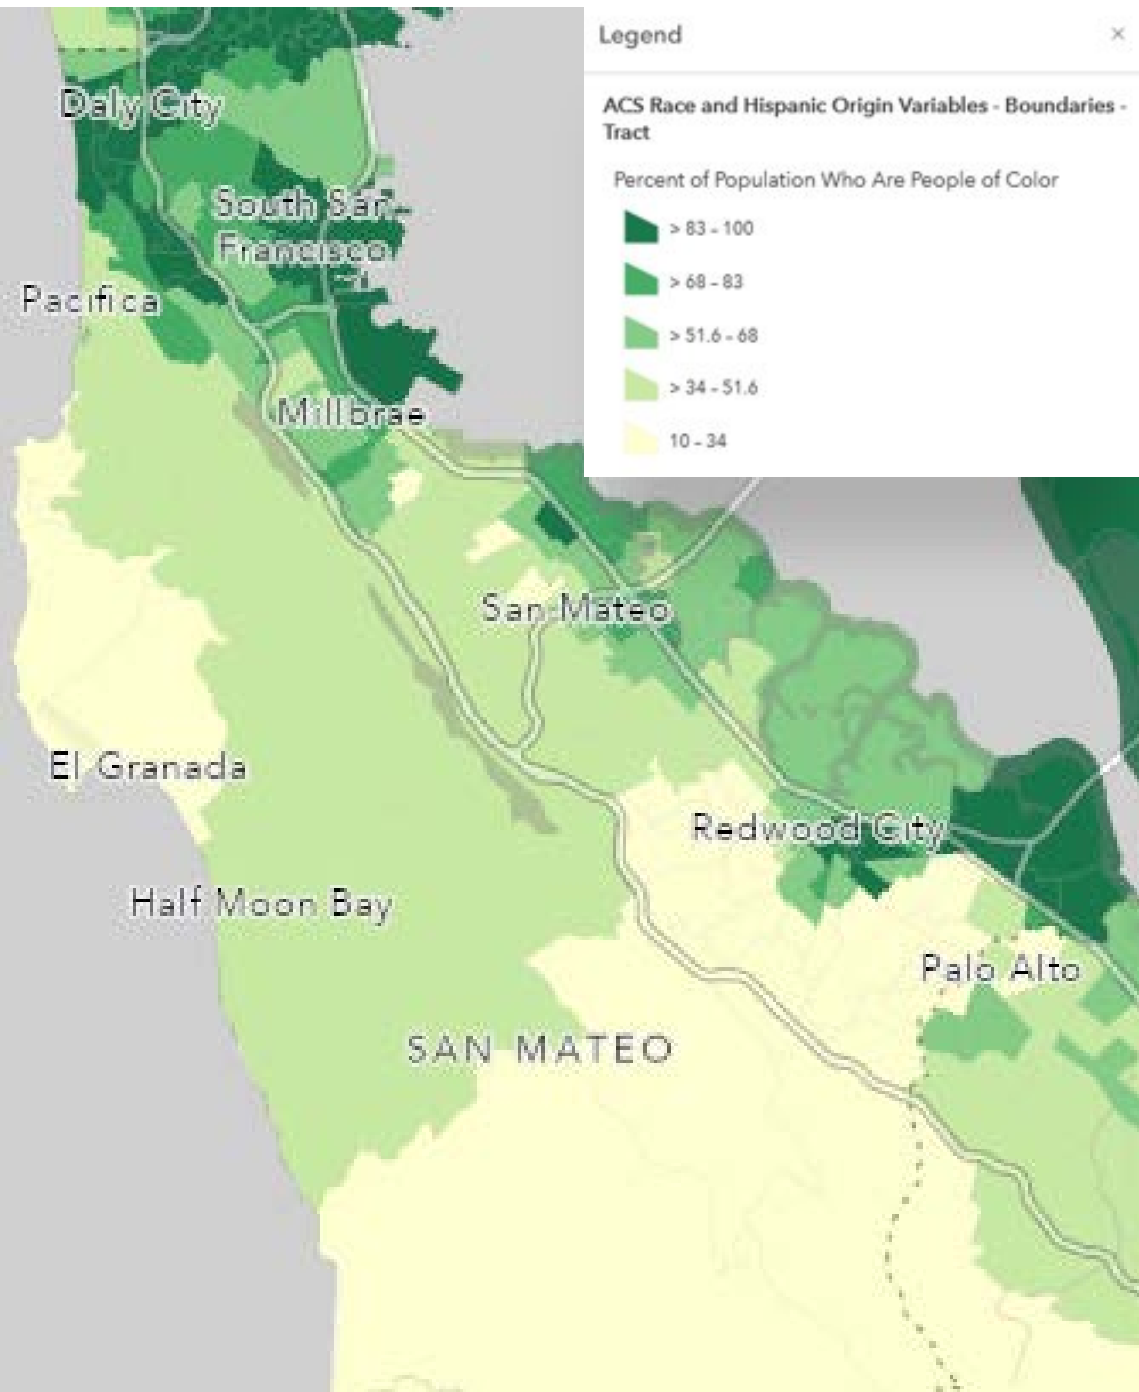 Legend
×
ACS Race and Hispanic Origin Variables - Boundaries -
Tract
Percent of Population Who Are People of Color
> 83 - 100
> 68 - 83
> 51.6 - 68
> 34 - 51.6
10 - 34
Daly City
South San
Francisco
Pacifica
Millbrae
San Mateo
El Granada
Redwood City
Half Moon Bay
Palo Alto
SAN MATEO